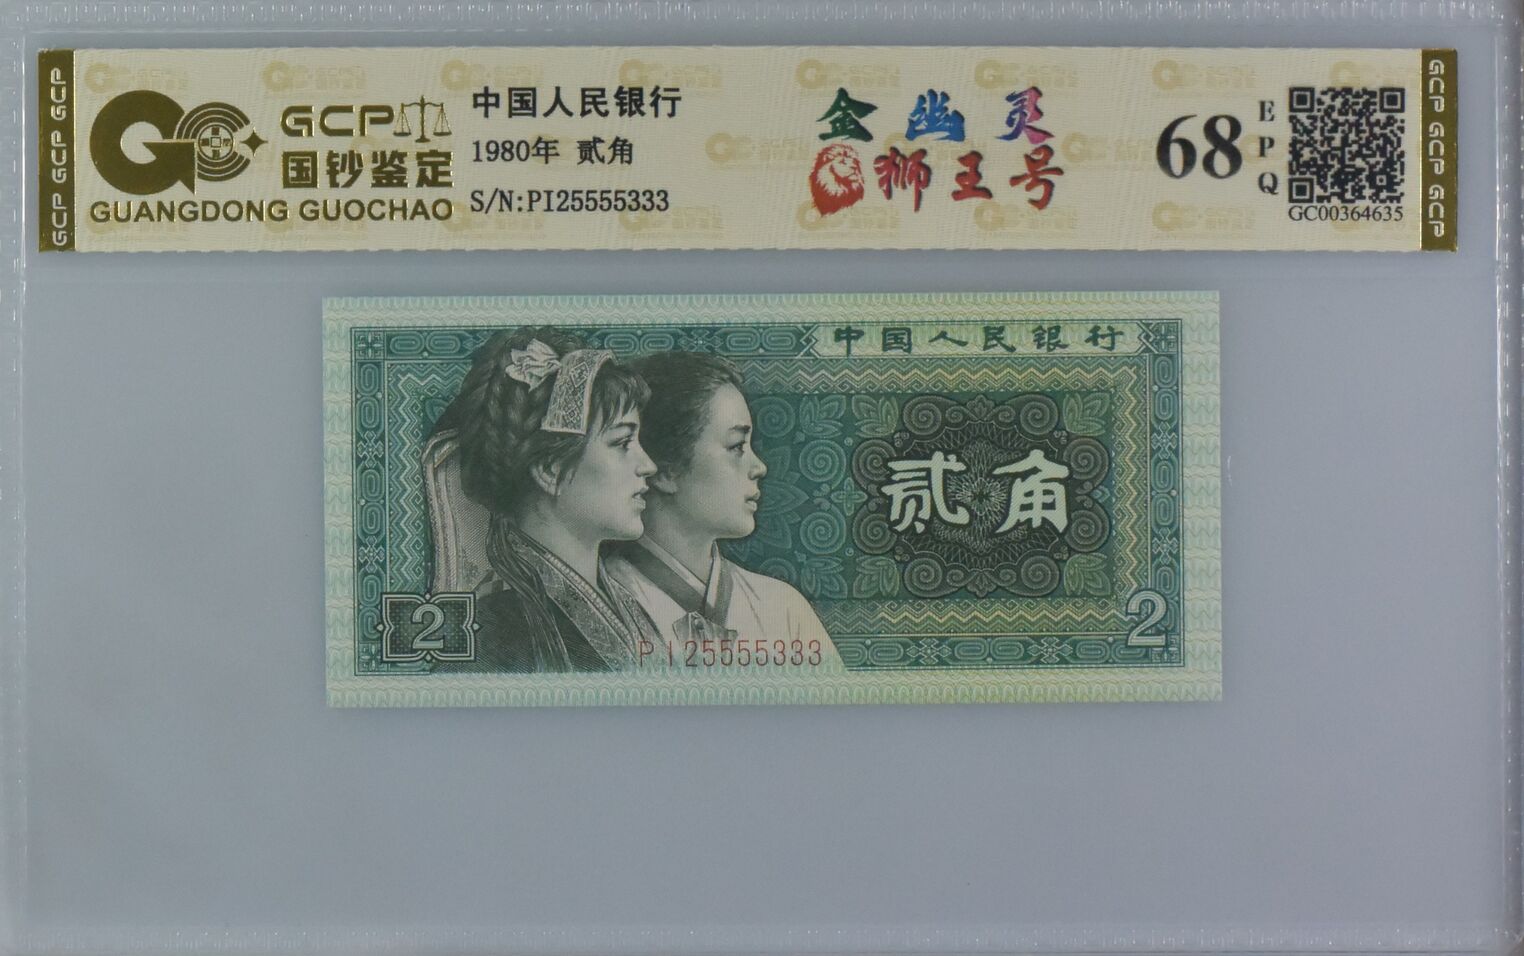 GCP GCP GCP
GCP
国钞鉴定
GUANGDONG GUOCHAO
中国人民银行
1980年 贰角
S/N:PI25555333
金幽灵
狮王号
68
EPQ
GC00364635
GCP GCP GCP
中国人民银行
贰角
2
2
PI25555333